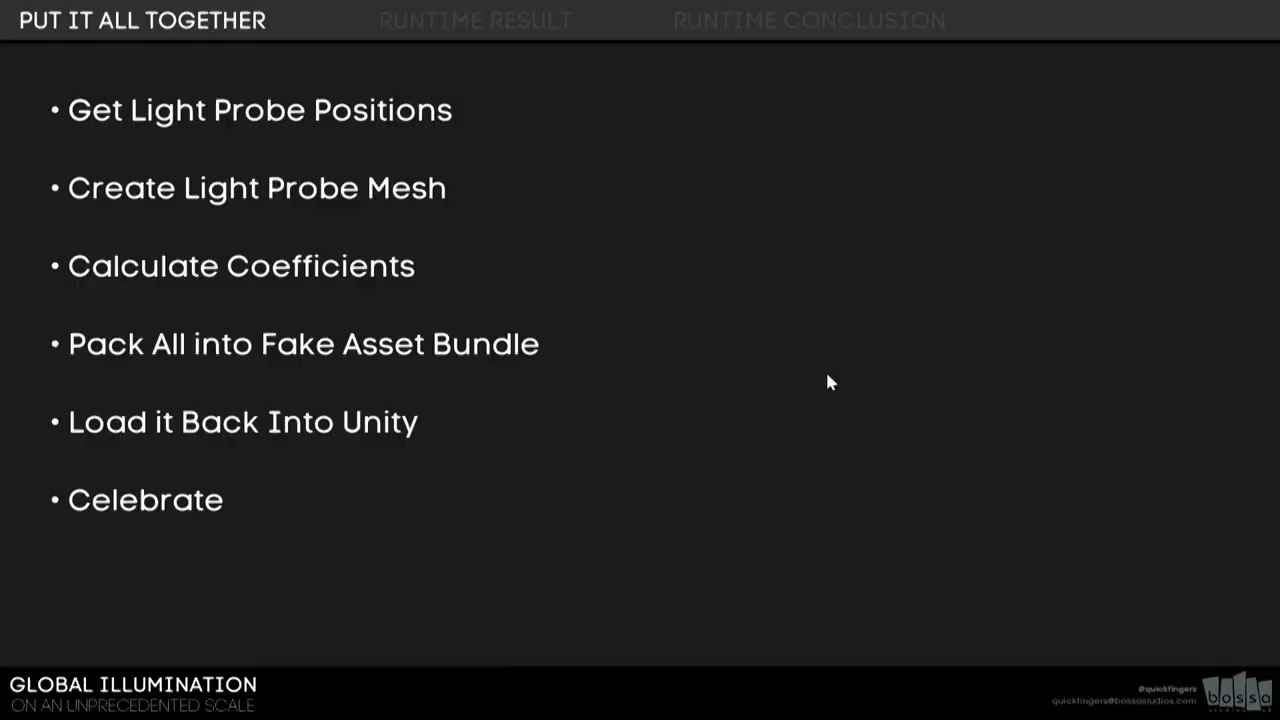 PUT IT ALL TOGETHER RUNTIME RESULT RUNTIME CONCLUSION
• Get Light Probe Positions
• Create Light Probe Mesh
• Calculate Coefficients
• Pack All into Fake Asset Bundle
• Load it Back Into Unity
• Celebrate
GLOBAL ILLUMINATION
ON AN UNPRECEDENTED SCALE
@quickfingerz
quickfingers@bossastudios.com
bossa